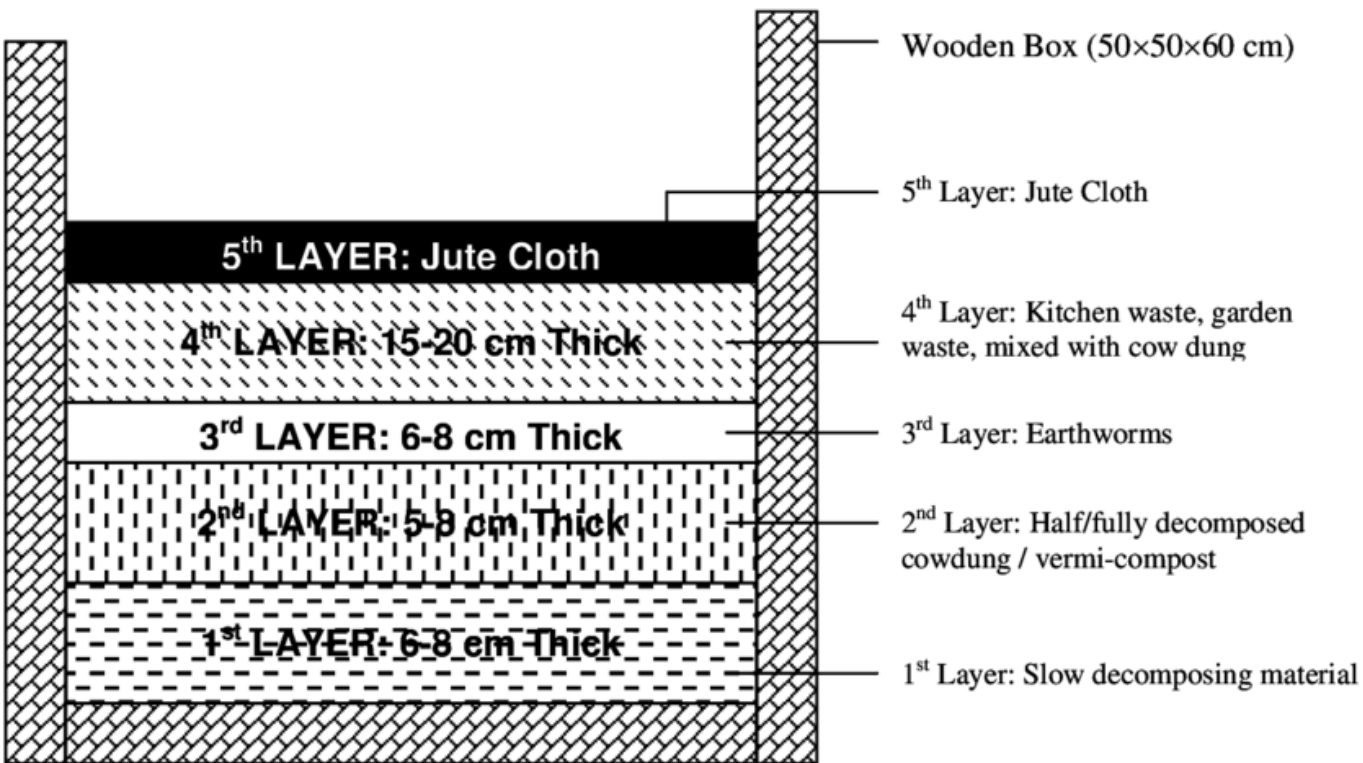 Wooden Box (50×50×60 cm)
5th Layer: Jute Cloth
5th LAYER: Jute Cloth
4th LAYER: 15-20 cm Thick
4th Layer: Kitchen waste, garden
waste, mixed with cow dung
3rd LAYER: 6-8 cm Thick
3rd Layer: Earthworms
2nd LAYER: 5-8 cm Thick
2nd Layer: Half/fully decomposed
cowdung / vermi-compost
1st LAYER: 6-8 cm Thick
1st Layer: Slow decomposing material